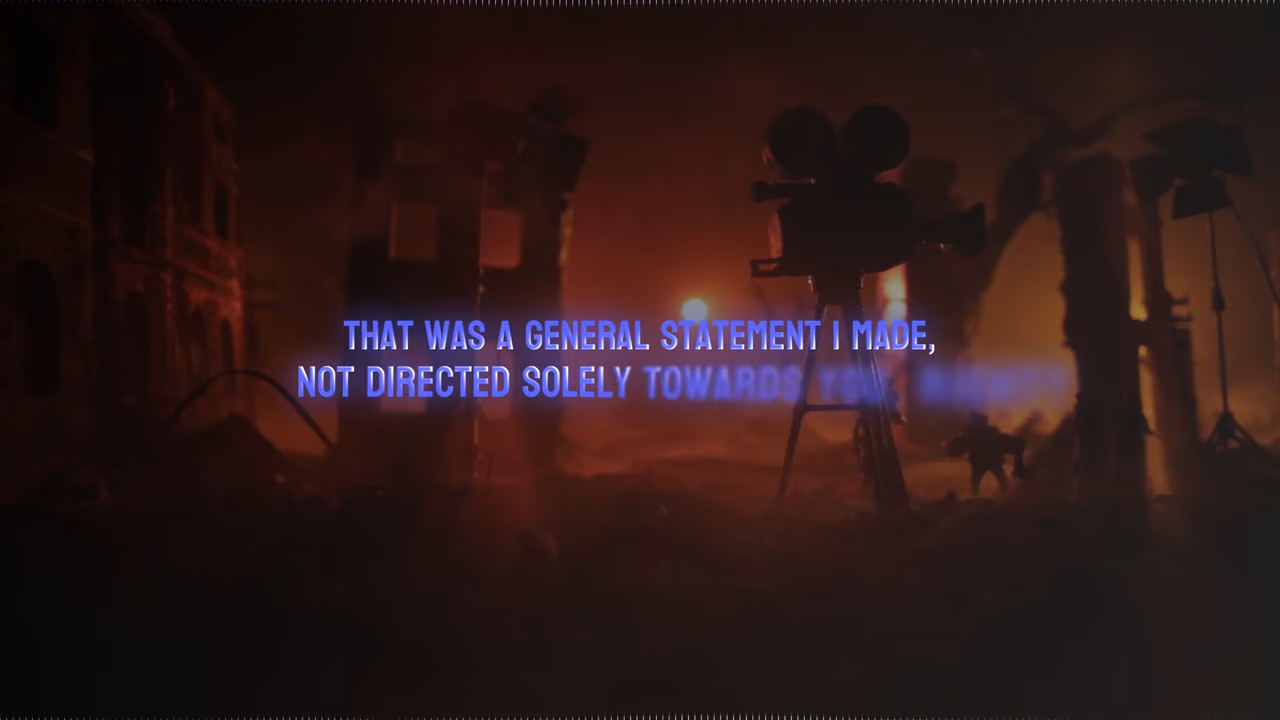 THAT WAS A GENERAL STATEMENT I MADE,
NOT DIRECTED SOLELY TOWARDS